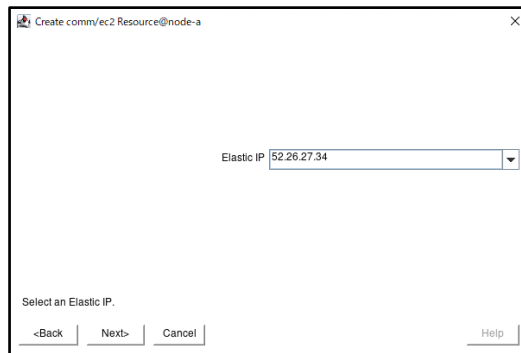 Create comm/ec2 Resource@node-a
Elastic IP 52.26.27.34
Select an Elastic IP.
<Back Next> Cancel Help